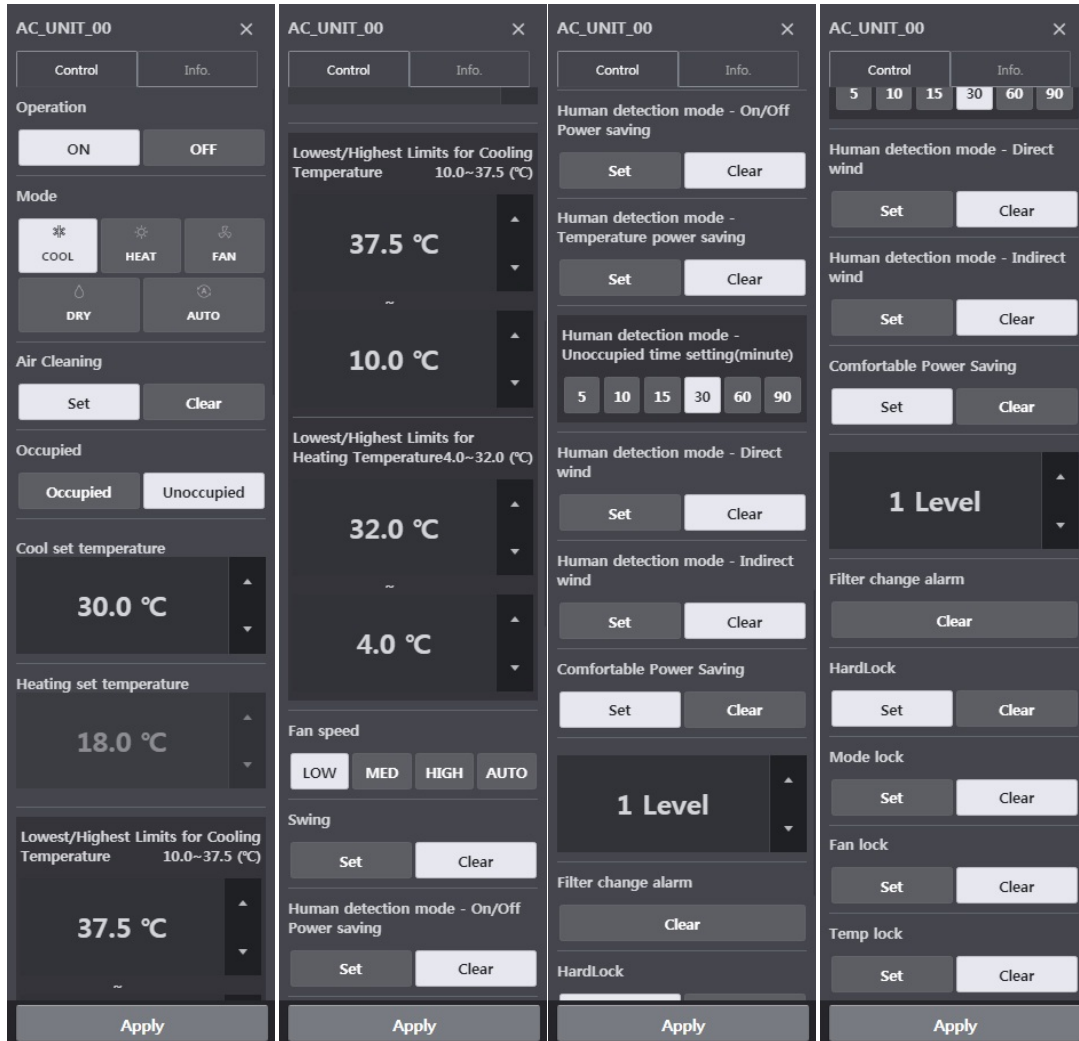 AC_UNIT_00 ×
Control Info.
Operation
ON OFF
Mode
COOL HEAT FAN
DRY AUTO
Air Cleaning
Set Clear
Occupied
Occupied Unoccupied
Cool set temperature
30.0 ℃
Heating set temperature
18.0 ℃
Lowest/Highest Limits for Cooling
Temperature 10.0~37.5 (℃)
37.5 ℃
~
Apply
AC_UNIT_00 ×
Control Info.
Lowest/Highest Limits for Cooling
Temperature 10.0~37.5 (℃)
37.5 ℃
~
10.0 ℃
Lowest/Highest Limits for
Heating Temperature4.0~32.0 (℃)
32.0 ℃
~
4.0 ℃
Fan speed
LOW MED HIGH AUTO
Swing
Set Clear
Human detection mode - On/Off
Power saving
Set Clear
Apply
AC_UNIT_00 ×
Control Info.
Human detection mode - On/Off
Power saving
Set Clear
Human detection mode -
Temperature power saving
Set Clear
Human detection mode -
Unoccupied time setting(minute)
5 10 15 30 60 90
Human detection mode - Direct
wind
Set Clear
Human detection mode - Indirect
wind
Set Clear
Comfortable Power Saving
Set Clear
1 Level
Filter change alarm
Clear
HardLock
Apply
AC_UNIT_00 ×
Control Info.
5 10 15 30 60 90
Human detection mode - Direct
wind
Set Clear
Human detection mode - Indirect
wind
Set Clear
Comfortable Power Saving
Set Clear
1 Level
Filter change alarm
Clear
HardLock
Set Clear
Mode lock
Set Clear
Fan lock
Set Clear
Temp lock
Set Clear
Apply